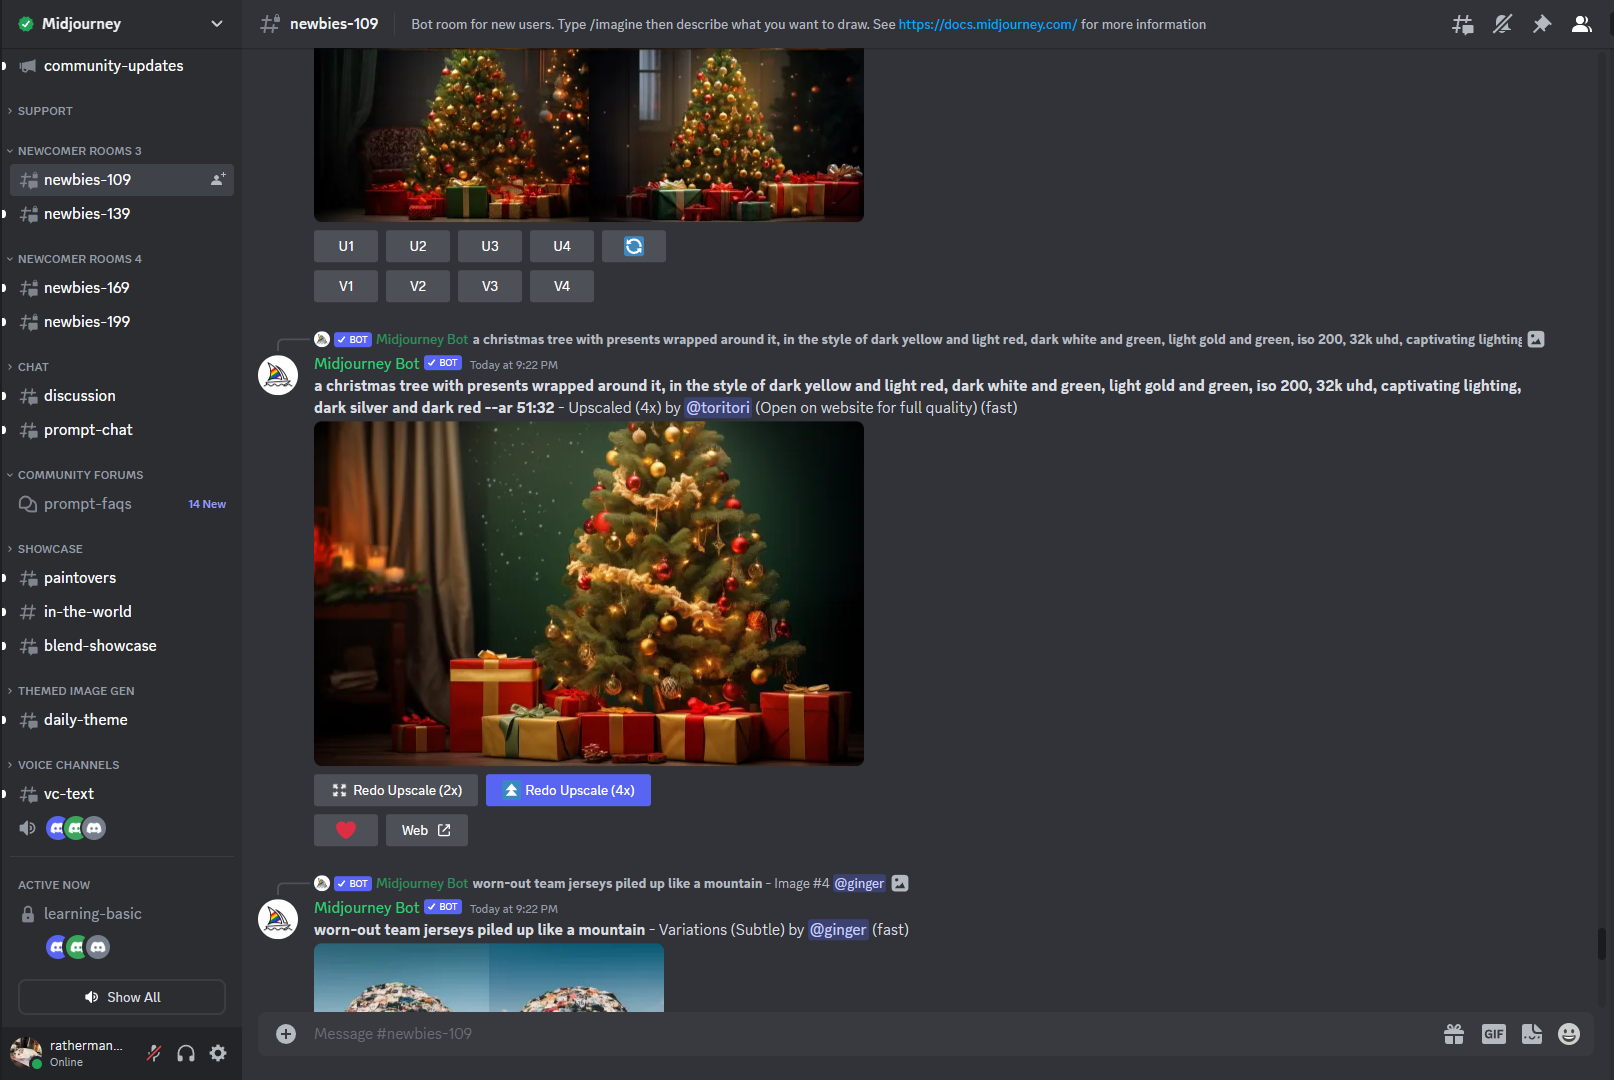 Midjourney
community-updates
SUPPORT
NEWCOMER ROOMS 3
newbies-109
newbies-139
NEWCOMER ROOMS 4
newbies-169
newbies-199
CHAT
discussion
prompt-chat
COMMUNITY FORUMS
prompt-faqs 14 New
SHOWCASE
paintovers
in-the-world
blend-showcase
THEMED IMAGE GEN
daily-theme
VOICE CHANNELS
vc-text
ACTIVE NOW
learning-basic
Show All
ratherman...
Online
newbies-109 Bot room for new users. Type /imagine then describe what you want to draw. See https://docs.midjourney.com/ for more information
U1 U2 U3 U4
V1 V2 V3 V4
BOT Midjourney Bot a christmas tree with presents wrapped around it, in the style of dark yellow and light red, dark white and green, light gold and green, iso 200, 32k uhd, captivating lighting
Midjourney Bot BOT Today at 9:22 PM
a christmas tree with presents wrapped around it, in the style of dark yellow and light red, dark white and green, light gold and green, iso 200, 32k uhd, captivating lighting,
dark silver and dark red --ar 51:32 - Upscaled (4x) by @toritori (Open on website for full quality) (fast)
Redo Upscale (2x) Redo Upscale (4x)
Web
BOT Midjourney Bot worn-out team jerseys piled up like a mountain - Image #4 @ginger
Midjourney Bot BOT Today at 9:22 PM
worn-out team jerseys piled up like a mountain - Variations (Subtle) by @ginger (fast)
Message #newbies-109
GIF